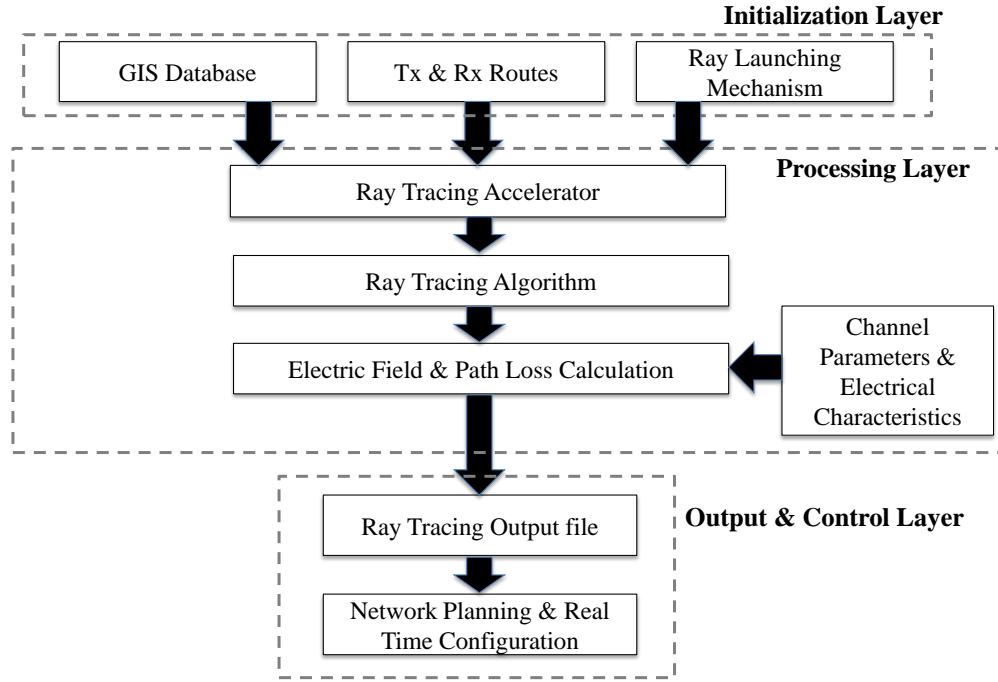 Initialization Layer
GIS Database
Tx & Rx Routes
Ray Launching
Mechanism
Processing Layer
Ray Tracing Accelerator
Ray Tracing Algorithm
Electric Field & Path Loss Calculation
Channel
Parameters &
Electrical
Characteristics
Ray Tracing Output file
Output & Control Layer
Network Planning & Real
Time Configuration